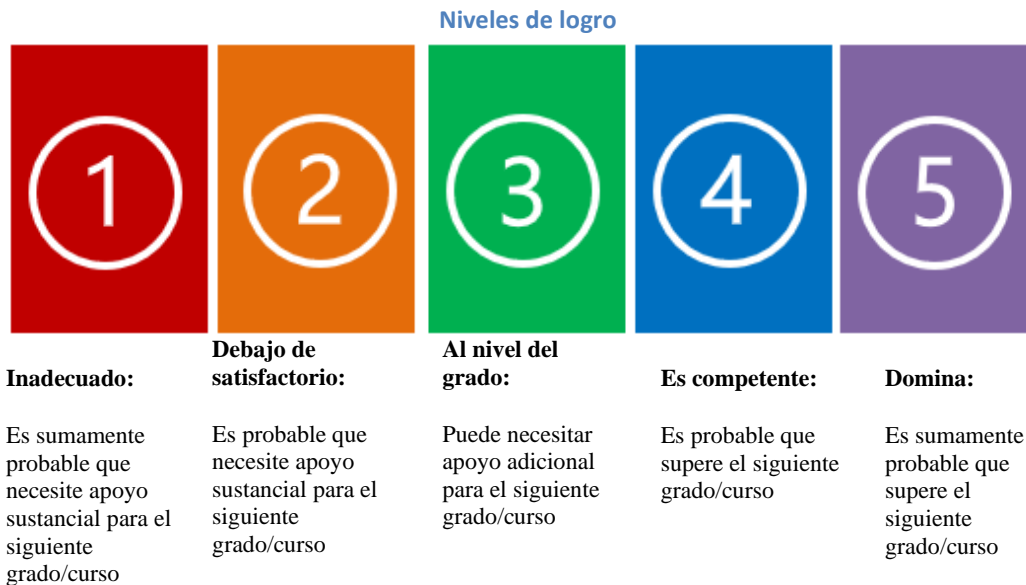 Niveles de logro
1
2
3
4
5
Inadecuado:
Es sumamente
probable que
necesite apoyo
sustancial para el
siguiente
grado/curso
Debajo de
satisfactorio:
Es probable que
necesite apoyo
sustancial para el
siguiente
grado/curso
Al nivel del
grado:
Puede necesitar
apoyo adicional
para el siguiente
grado/curso
Es competente:
Es probable que
supere el siguiente
grado/curso
Domina:
Es sumamente
probable que
supere el
siguiente
grado/curso